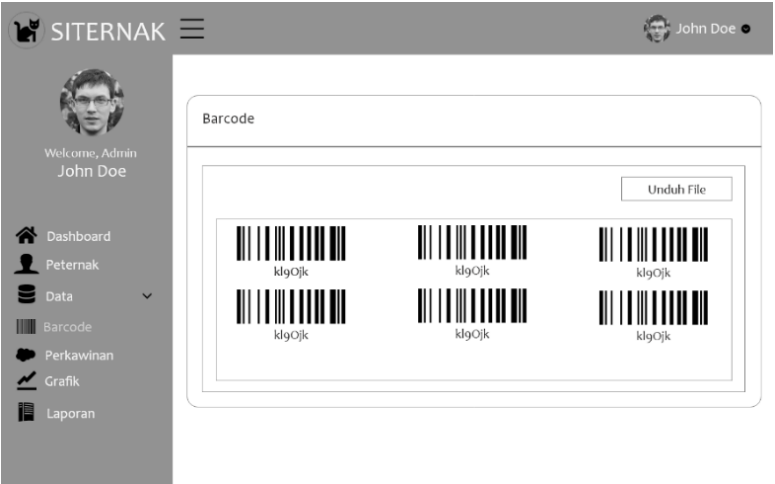 SITERNAK
John Doe
Welcome, Admin
John Doe
Dashboard
Peternak
Data
Barcode
Perkawinan
Grafik
Laporan
Barcode
Unduh File
kl9Ojk kl9Ojk kl9Ojk
kl9Ojk kl9Ojk kl9Ojk